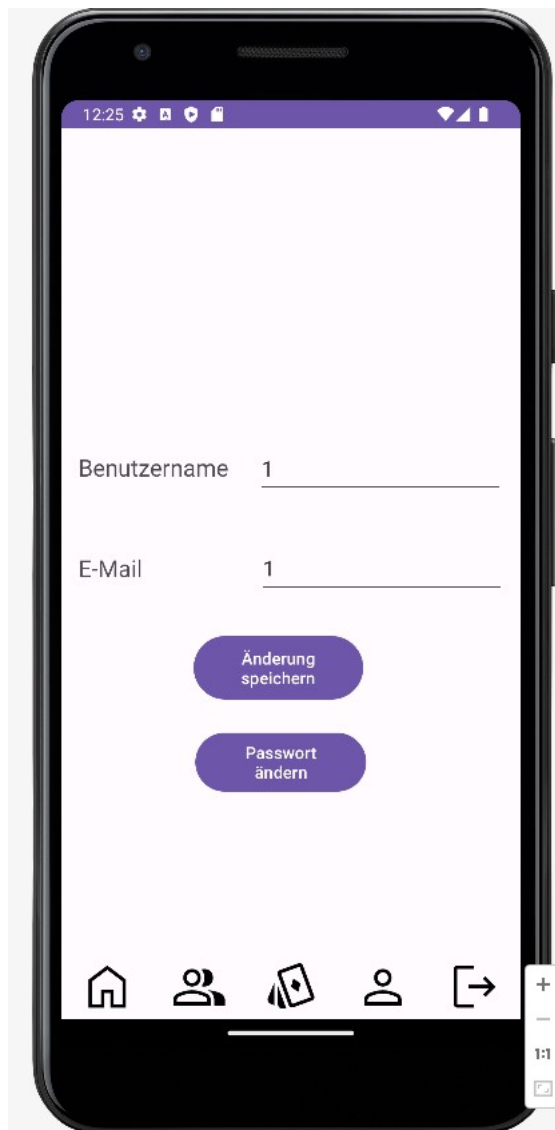 12:25
Benutzername 1
E-Mail 1
Änderung
speichern
Passwort
ändern
1:1